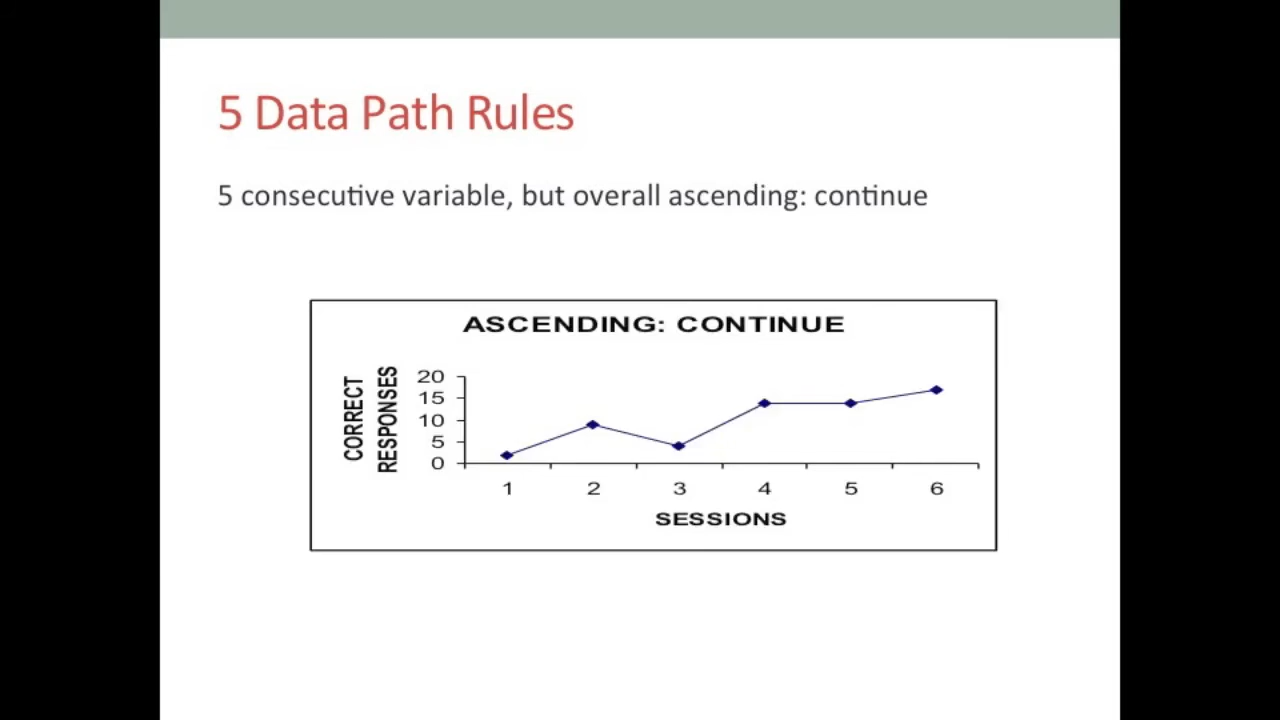 5 Data Path Rules
5 consecutive variable, but overall ascending: continue
ASCENDING: CONTINUE
CORRECT
RESPONSES
20
15
10
5
0
1 2 3 4 5 6
SESSIONS